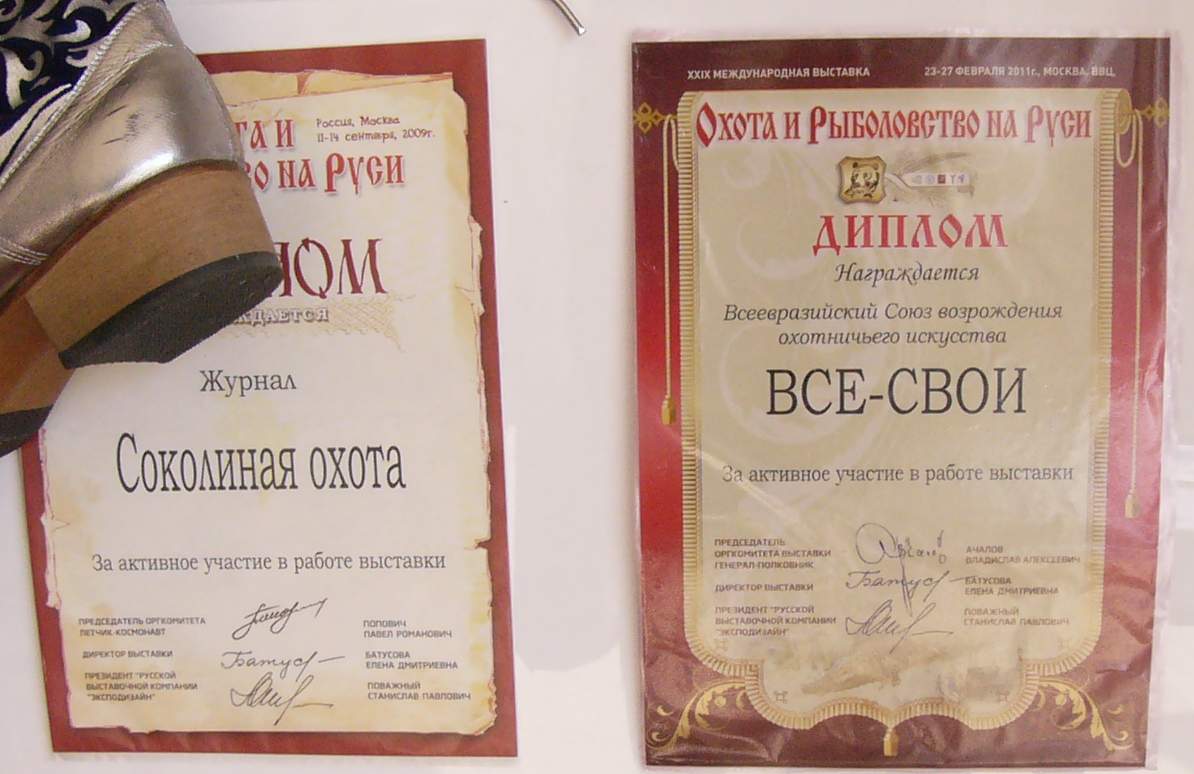 Россия, Москва
11-14 сентября, 2009г.
И
НА РУСИ
Журнал
Соколиная охота
За активное участие в работе выставки
ПРЕДСЕДАТЕЛЬ ОРГКОМИТЕТА
ЛЕТЧИК-КОСМОНАВТ
ПОПОВИЧ
ПАВЕЛ РОМАНОВИЧ
ДИРЕКТОР ВЫСТАВКИ
БАТУСОВА
ЕЛЕНА ДМИТРИЕВНА
ПРЕЗИДЕНТ "РУССКОЙ
ВЫСТАВОЧНОЙ КОМПАНИИ
"ЭКСПОДИЗАЙН"
ПОВАЖНЫЙ
СТАНИСЛАВ ПАВЛОВИЧ
XXIX МЕЖДУНАРОДНАЯ ВЫСТАВКА 23-27 ФЕВРАЛЯ 2011г., МОСКВА, ВВЦ
ОХОТА И РЫБОЛОВСТВО НА РУСИ
ДИПЛОМ
Награждается
Всеевразийский Союз возрождения
охотничьего искусства
ВСЕ-СВОИ
За активное участие в работе выставки
ПРЕДСЕДАТЕЛЬ
ОРГКОМИТЕТА ВЫСТАВКИ
ГЕНЕРАЛ-ПОЛКОВНИК
АЧАЛОВ
ВЛАДИСЛАВ АЛЕКСЕЕВИЧ
ДИРЕКТОР ВЫСТАВКИ
БАТУСОВА
ЕЛЕНА ДМИТРИЕВНА
ПРЕЗИДЕНТ "РУССКОЙ
ВЫСТАВОЧНОЙ КОМПАНИИ
"ЭКСПОДИЗАЙН"
ПОВАЖНЫЙ
СТАНИСЛАВ ПАВЛОВИЧ